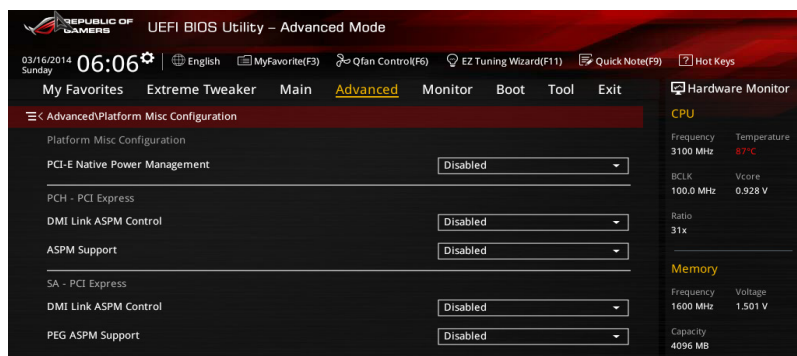 REPUBLIC OF
GAMERS
UEFI BIOS Utility – Advanced Mode
03/16/2014
Sunday
06:06
English
MyFavorite(F3)
Qfan Control(F6)
EZ Tuning Wizard(F11)
Quick Note(F9)
? Hot Keys
My Favorites
Extreme Tweaker
Main
Advanced
Monitor
Boot
Tool
Exit
Hardware Monitor
< Advanced\Platform Misc Configuration
Platform Misc Configuration
PCI-E Native Power Management Disabled
PCH - PCI Express
DMI Link ASPM Control Disabled
ASPM Support Disabled
SA - PCI Express
DMI Link ASPM Control Disabled
PEG ASPM Support Disabled
CPU
Frequency Temperature
3100 MHz 87°C
BCLK Vcore
100.0 MHz 0.928 V
Ratio
31x
Memory
Frequency Voltage
1600 MHz 1.501 V
Capacity
4096 MB